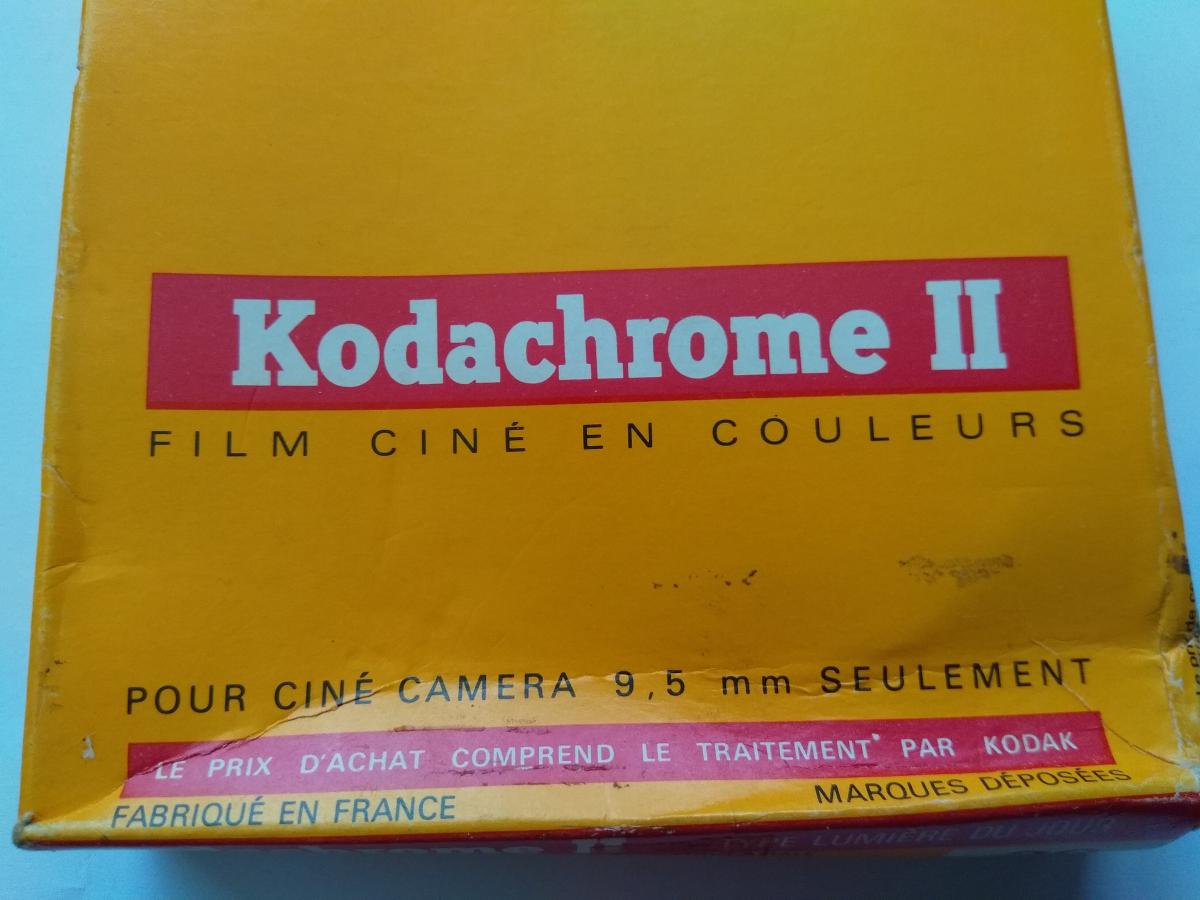 Kodachrome II
FILM CINÉ EN COULEURS
POUR CINÉ CAMERA 9,5 mm SEULEMENT
LE PRIX D'ACHAT COMPREND LE TRAITEMENT* PAR KODAK
FABRIQUÉ EN FRANCE
MARQUES DÉPOSÉES
TYPE LUMIÈRE DU JOUR